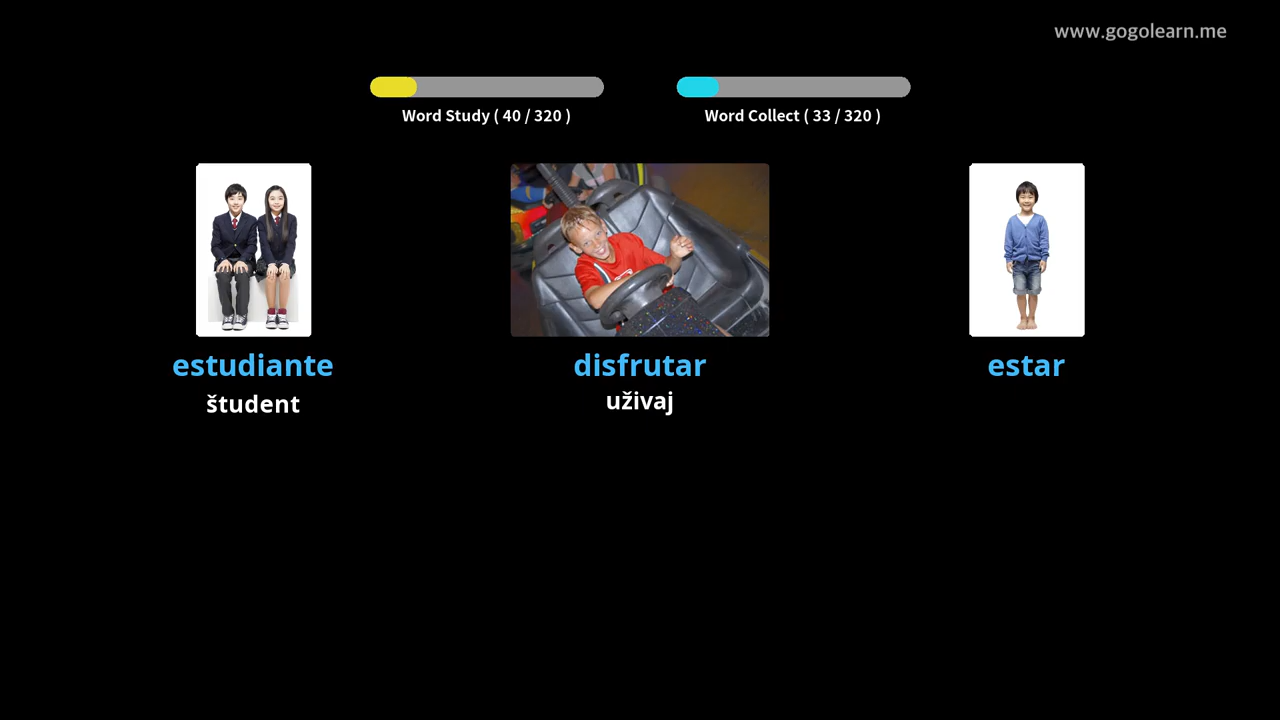 www.gogolearn.me
Word Study ( 40 / 320 )
Word Collect ( 33 / 320 )
estudiante
disfrutar
estar
študent
uživaj